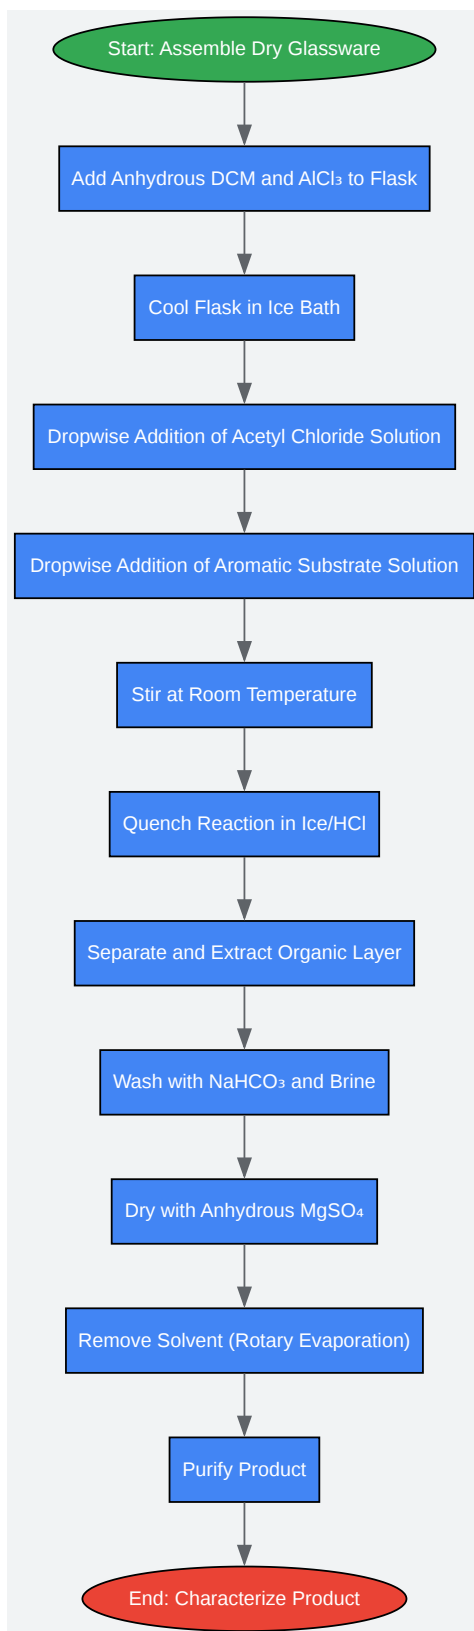 Start: Assemble Dry Glassware
Add Anhydrous DCM and AlCl₃ to Flask
Cool Flask in Ice Bath
Dropwise Addition of Acetyl Chloride Solution
Dropwise Addition of Aromatic Substrate Solution
Stir at Room Temperature
Quench Reaction in Ice/HCl
Separate and Extract Organic Layer
Wash with NaHCO₃ and Brine
Dry with Anhydrous MgSO₄
Remove Solvent (Rotary Evaporation)
Purify Product
End: Characterize Product